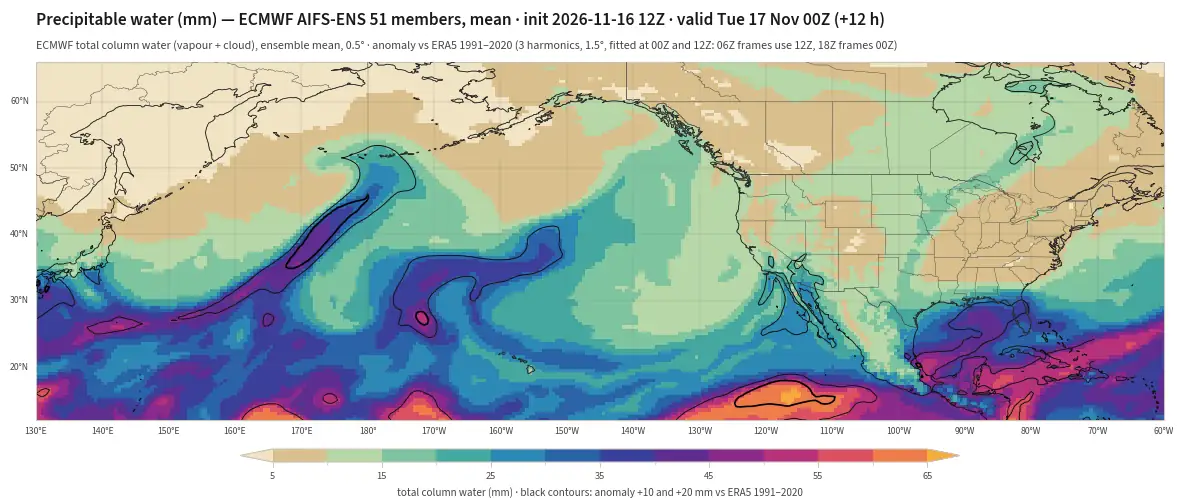 Precipitable water (mm) — ECMWF AIFS-ENS 51 members, mean · init 2026-11-16 12Z · valid Tue 17 Nov 00Z (+12 h)
ECMWF total column water (vapour + cloud), ensemble mean, 0.5° · anomaly vs ERA5 1991–2020 (3 harmonics, 1.5°, fitted at 00Z and 12Z: 06Z frames use 12Z, 18Z frames 00Z)
60°N
50°N
40°N
30°N
20°N
130°E 140°E 150°E 160°E 170°E 180° 170°W 160°W 150°W 140°W 130°W 120°W 110°W 100°W 90°W 80°W 70°W 60°W
5 15 25 35 45 55 65
total column water (mm) · black contours: anomaly +10 and +20 mm vs ERA5 1991–2020